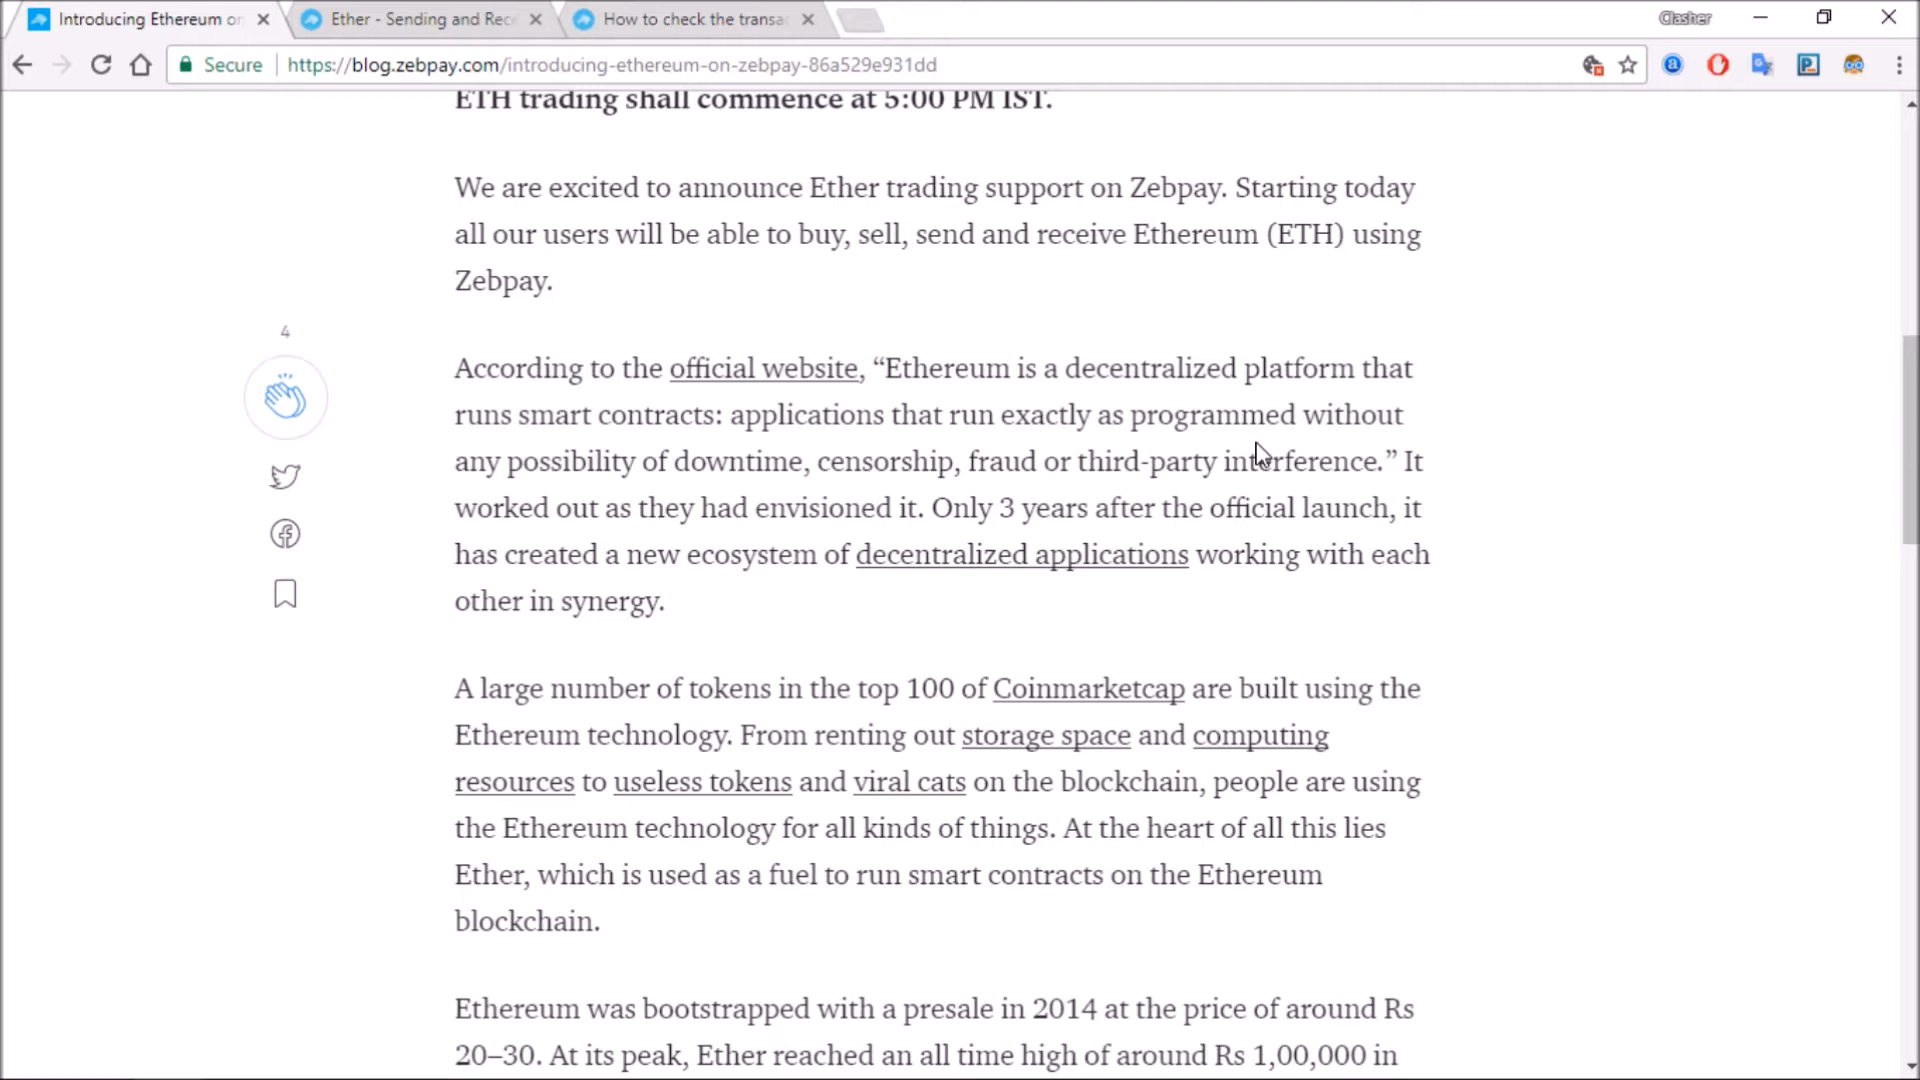 Introducing Ethereum on
Ether - Sending and Rec
How to check the transa
Clasher
Secure
https://blog.zebpay.com/introducing-ethereum-on-zebpay-86a529e931dd
ETH trading shall commence at 5:00 PM IST.
We are excited to announce Ether trading support on Zebpay. Starting today
all our users will be able to buy, sell, send and receive Ethereum (ETH) using
Zebpay.
4
According to the official website, “Ethereum is a decentralized platform that
runs smart contracts: applications that run exactly as programmed without
any possibility of downtime, censorship, fraud or third-party interference.” It
worked out as they had envisioned it. Only 3 years after the official launch, it
has created a new ecosystem of decentralized applications working with each
other in synergy.
A large number of tokens in the top 100 of Coinmarketcap are built using the
Ethereum technology. From renting out storage space and computing
resources to useless tokens and viral cats on the blockchain, people are using
the Ethereum technology for all kinds of things. At the heart of all this lies
Ether, which is used as a fuel to run smart contracts on the Ethereum
blockchain.
Ethereum was bootstrapped with a presale in 2014 at the price of around Rs
20–30. At its peak, Ether reached an all time high of around Rs 1,00,000 in